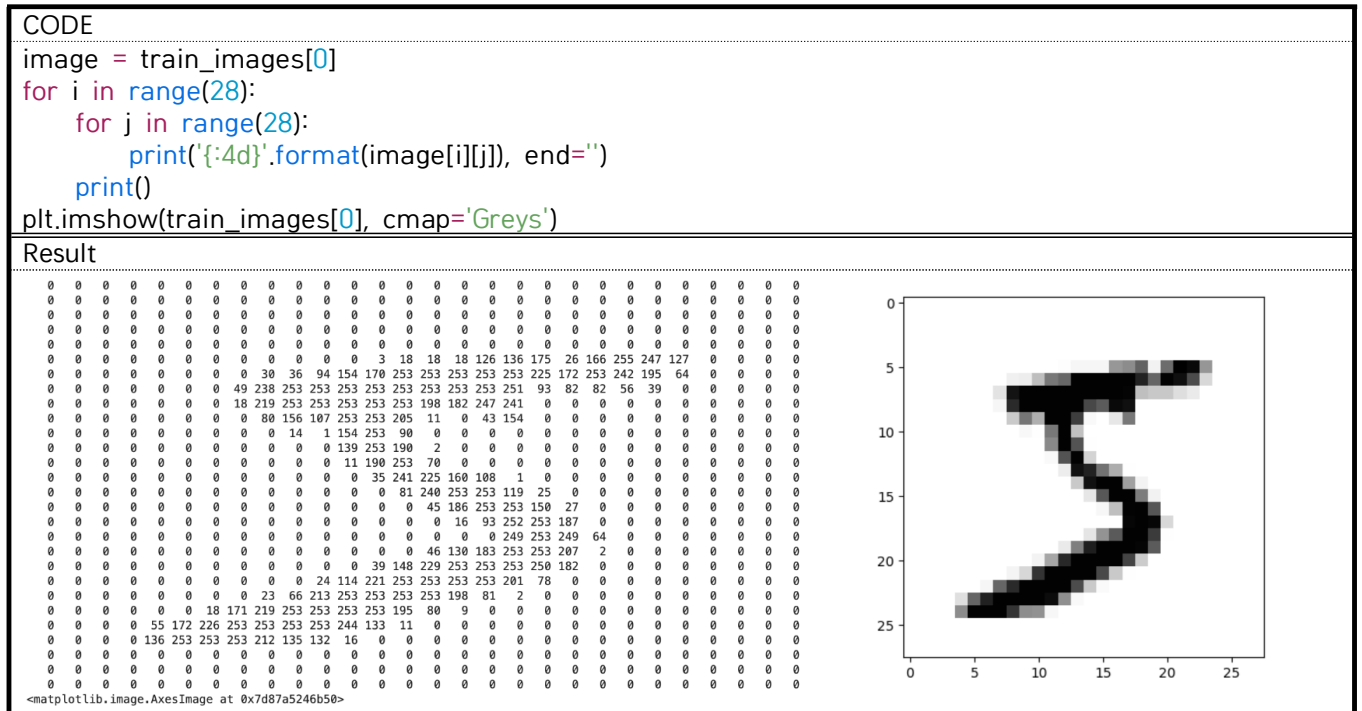 CODE
image = train_images[0]
for i in range(28):
    for j in range(28):
        print('{:4d}'.format(image[i][j]), end='')
    print()
plt.imshow(train_images[0], cmap='Greys')
Result
0 0 0 0 0 0 0 0 0 0 0 0 0 0 0 0 0 0 0 0 0 0 0 0 0 0 0 0
0 0 0 0 0 0 0 0 0 0 0 0 0 0 0 0 0 0 0 0 0 0 0 0 0 0 0 0
0 0 0 0 0 0 0 0 0 0 0 0 0 0 0 0 0 0 0 0 0 0 0 0 0 0 0 0
0 0 0 0 0 0 0 0 0 0 0 0 0 0 0 0 0 0 0 0 0 0 0 0 0 0 0 0
0 0 0 0 0 0 0 0 0 0 0 0 0 0 0 0 0 0 0 0 0 0 0 0 0 0 0 0
0 0 0 0 0 0 0 0 0 0 0 0 3 18 18 18 126 136 175 26 166 255 247 127 0 0 0 0
0 0 0 0 0 0 0 0 30 36 94 154 170 253 253 253 253 253 225 172 253 242 195 64 0 0 0 0
0 0 0 0 0 0 0 49 238 253 253 253 253 253 253 253 253 251 93 82 82 56 39 0 0 0 0 0
0 0 0 0 0 0 0 18 219 253 253 253 253 253 198 182 247 241 0 0 0 0 0 0 0 0 0 0
0 0 0 0 0 0 0 0 80 156 107 253 253 205 11 0 43 154 0 0 0 0 0 0 0 0 0 0
0 0 0 0 0 0 0 0 0 14 1 154 253 90 0 0 0 0 0 0 0 0 0 0 0 0 0 0
0 0 0 0 0 0 0 0 0 0 0 139 253 190 2 0 0 0 0 0 0 0 0 0 0 0 0 0
0 0 0 0 0 0 0 0 0 0 0 11 190 253 70 0 0 0 0 0 0 0 0 0 0 0 0 0
0 0 0 0 0 0 0 0 0 0 0 0 35 241 225 160 108 1 0 0 0 0 0 0 0 0 0 0
0 0 0 0 0 0 0 0 0 0 0 0 0 81 240 253 253 119 25 0 0 0 0 0 0 0 0 0
0 0 0 0 0 0 0 0 0 0 0 0 0 0 45 186 253 253 150 27 0 0 0 0 0 0 0 0
0 0 0 0 0 0 0 0 0 0 0 0 0 0 0 16 93 252 253 187 0 0 0 0 0 0 0 0
0 0 0 0 0 0 0 0 0 0 0 0 0 0 0 0 0 249 253 249 64 0 0 0 0 0 0 0
0 0 0 0 0 0 0 0 0 0 0 0 0 0 46 130 183 253 253 207 2 0 0 0 0 0 0 0
0 0 0 0 0 0 0 0 0 0 0 0 39 148 229 253 253 253 250 182 0 0 0 0 0 0 0 0
0 0 0 0 0 0 0 0 0 0 24 114 221 253 253 253 253 201 78 0 0 0 0 0 0 0 0 0
0 0 0 0 0 0 0 0 23 66 213 253 253 253 253 198 81 2 0 0 0 0 0 0 0 0 0 0
0 0 0 0 0 0 18 171 219 253 253 253 253 195 80 9 0 0 0 0 0 0 0 0 0 0 0 0
0 0 0 0 55 172 226 253 253 253 253 244 133 11 0 0 0 0 0 0 0 0 0 0 0 0 0 0
0 0 0 0 136 253 253 253 212 135 132 16 0 0 0 0 0 0 0 0 0 0 0 0 0 0 0 0
0 0 0 0 0 0 0 0 0 0 0 0 0 0 0 0 0 0 0 0 0 0 0 0 0 0 0 0
0 0 0 0 0 0 0 0 0 0 0 0 0 0 0 0 0 0 0 0 0 0 0 0 0 0 0 0
0 0 0 0 0 0 0 0 0 0 0 0 0 0 0 0 0 0 0 0 0 0 0 0 0 0 0 0
<matplotlib.image.AxesImage at 0x7d87a5246b50>
0
5
10
15
20
25
0 5 10 15 20 25